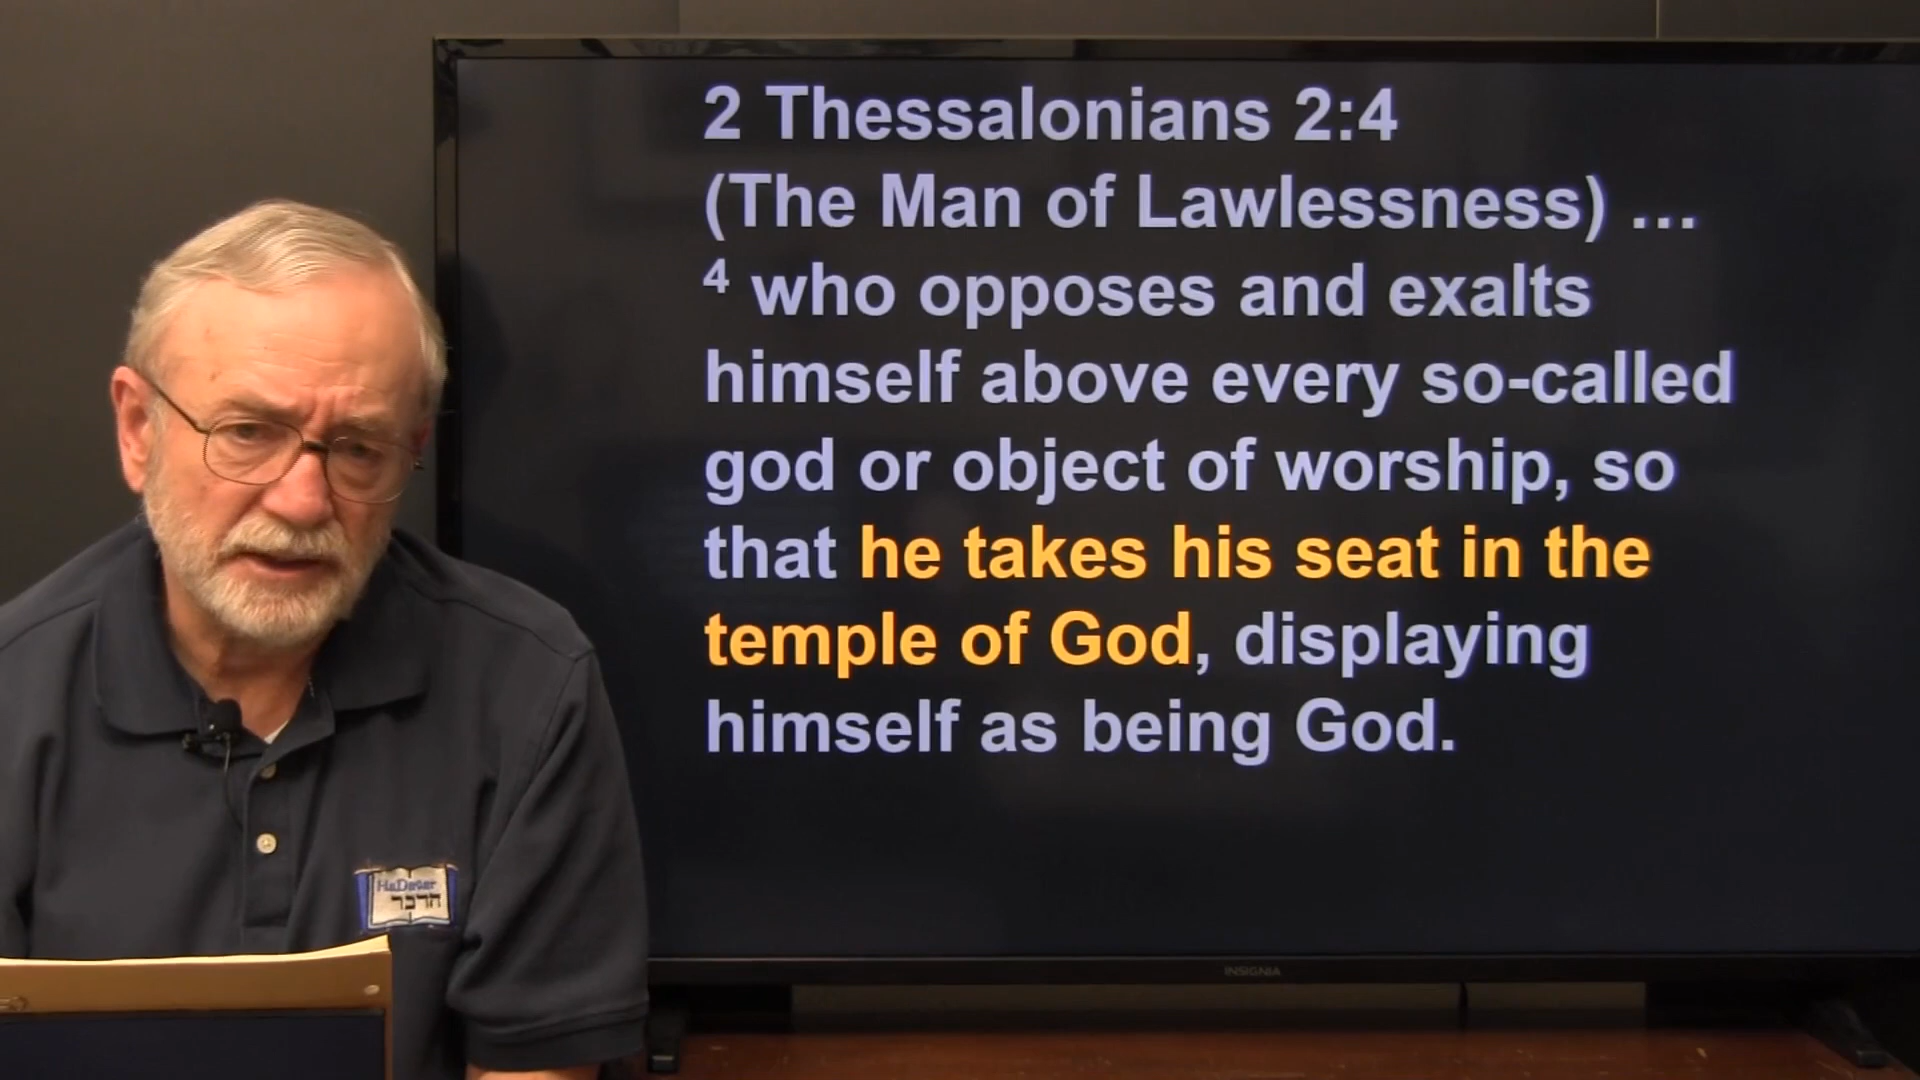 2 Thessalonians 2:4
(The Man of Lawlessness) …
4 who opposes and exalts
himself above every so-called
god or object of worship, so
that he takes his seat in the
temple of God, displaying
himself as being God.
HaDavar
הדבר
INSIGNIA